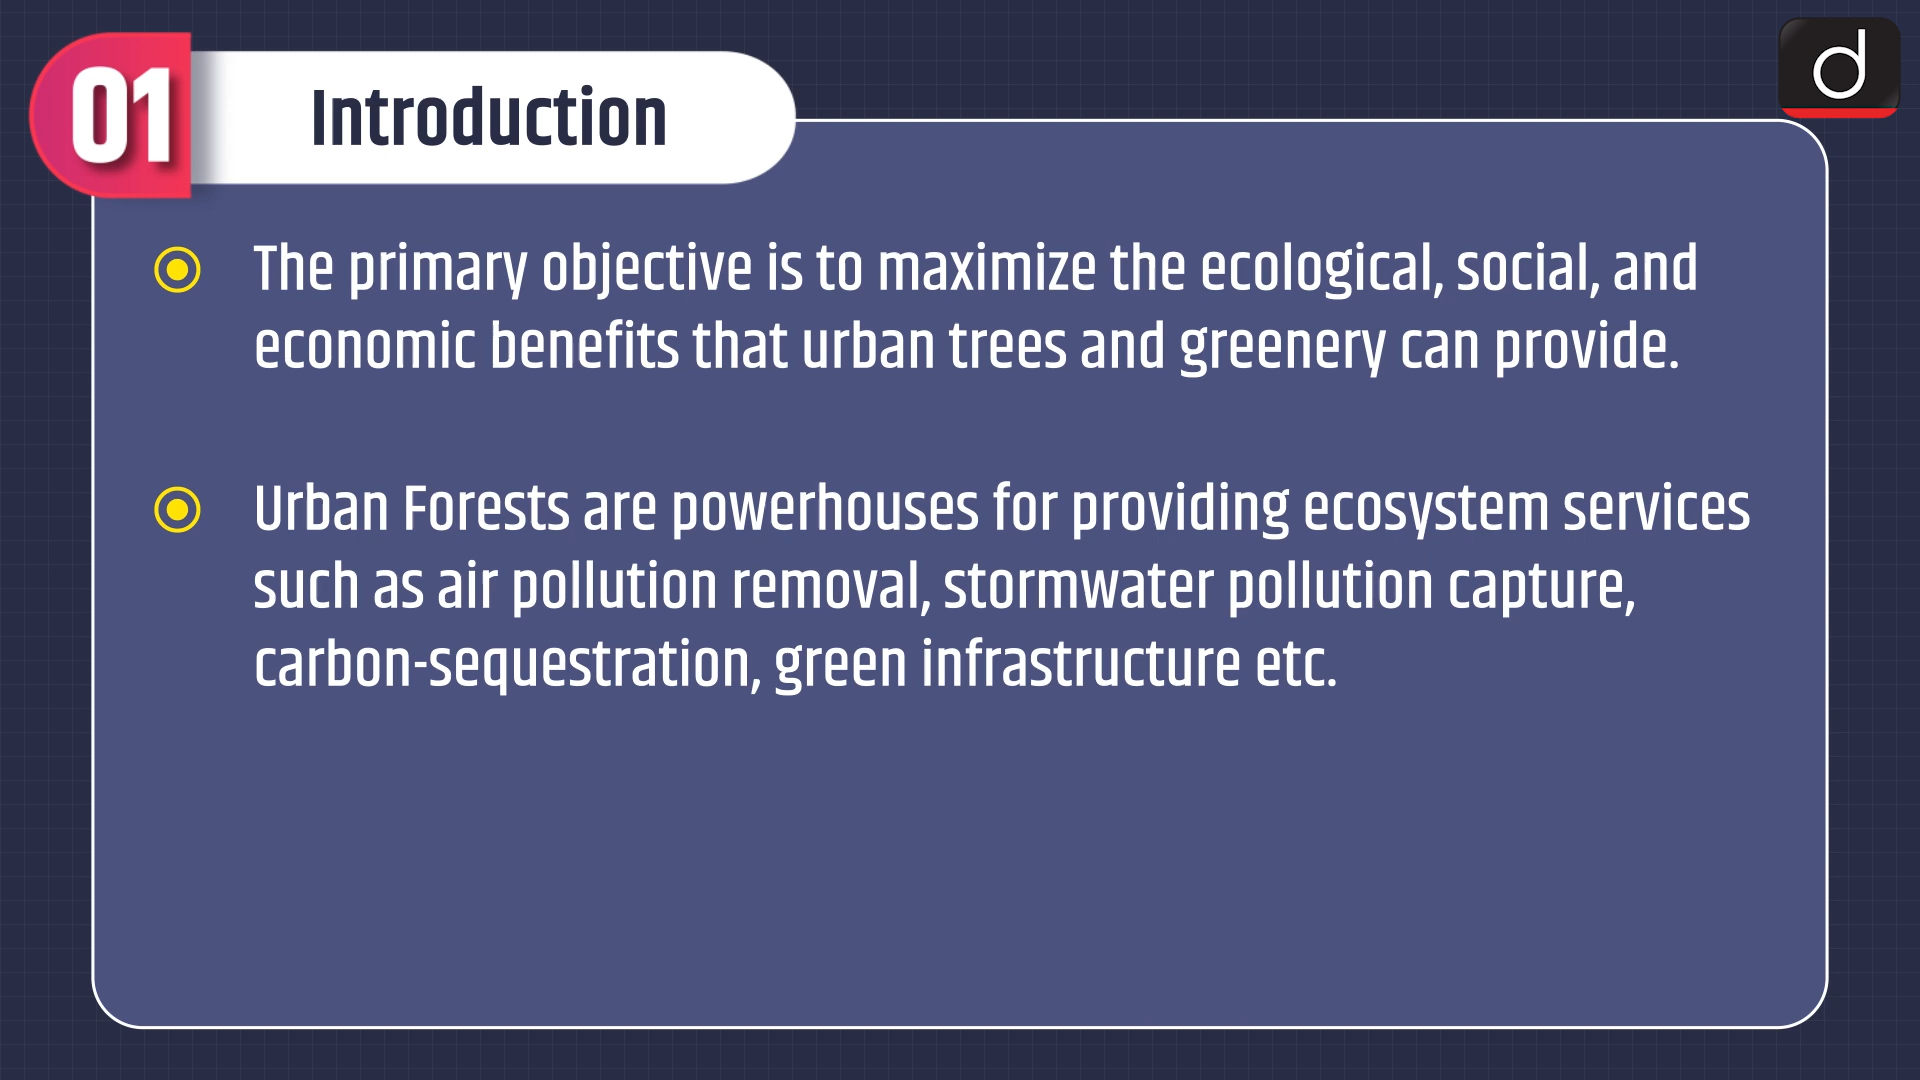 01
Introduction
d
The primary objective is to maximize the ecological, social, and
economic benefits that urban trees and greenery can provide.
Urban Forests are powerhouses for providing ecosystem services
such as air pollution removal, stormwater pollution capture,
carbon-sequestration, green infrastructure etc.